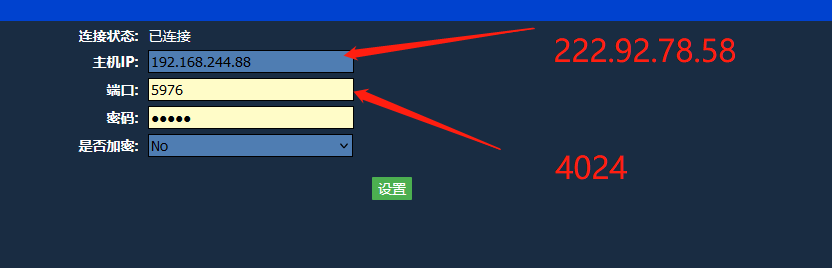 连接状态: 已连接
主机IP: 192.168.244.88
222.92.78.58
端口: 5976
密码: ●●●●●
是否加密: No
4024
设置